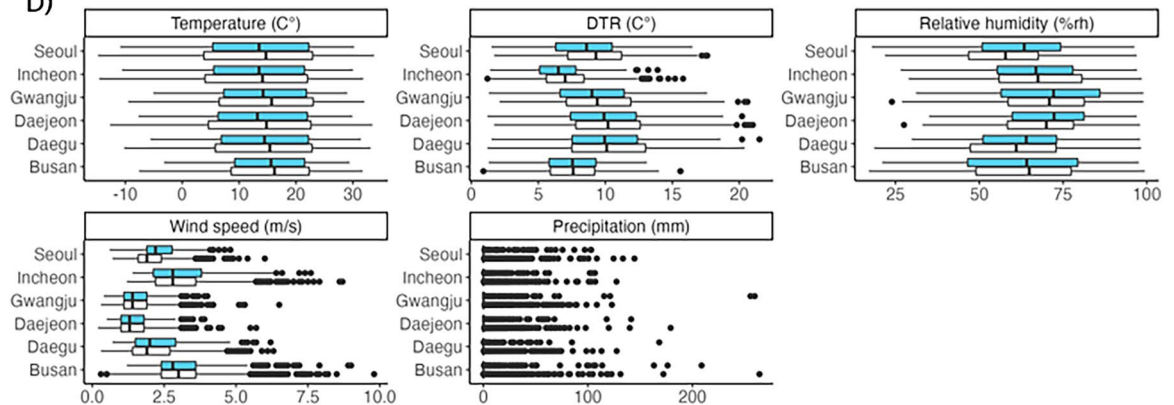 D)
Temperature (C°) DTR (C°) Relative humidity (%rh)
Seoul Seoul Seoul
Incheon Incheon Incheon
Gwangju Gwangju Gwangju
Daejeon Daejeon Daejeon
Daegu Daegu Daegu
Busan Busan Busan
-10 0 10 20 30 0 5 10 15 20 25 50 75 100
Wind speed (m/s) Precipitation (mm)
Seoul Seoul
Incheon Incheon
Gwangju Gwangju
Daejeon Daejeon
Daegu Daegu
Busan Busan
0.0 2.5 5.0 7.5 10.0 0 100 200